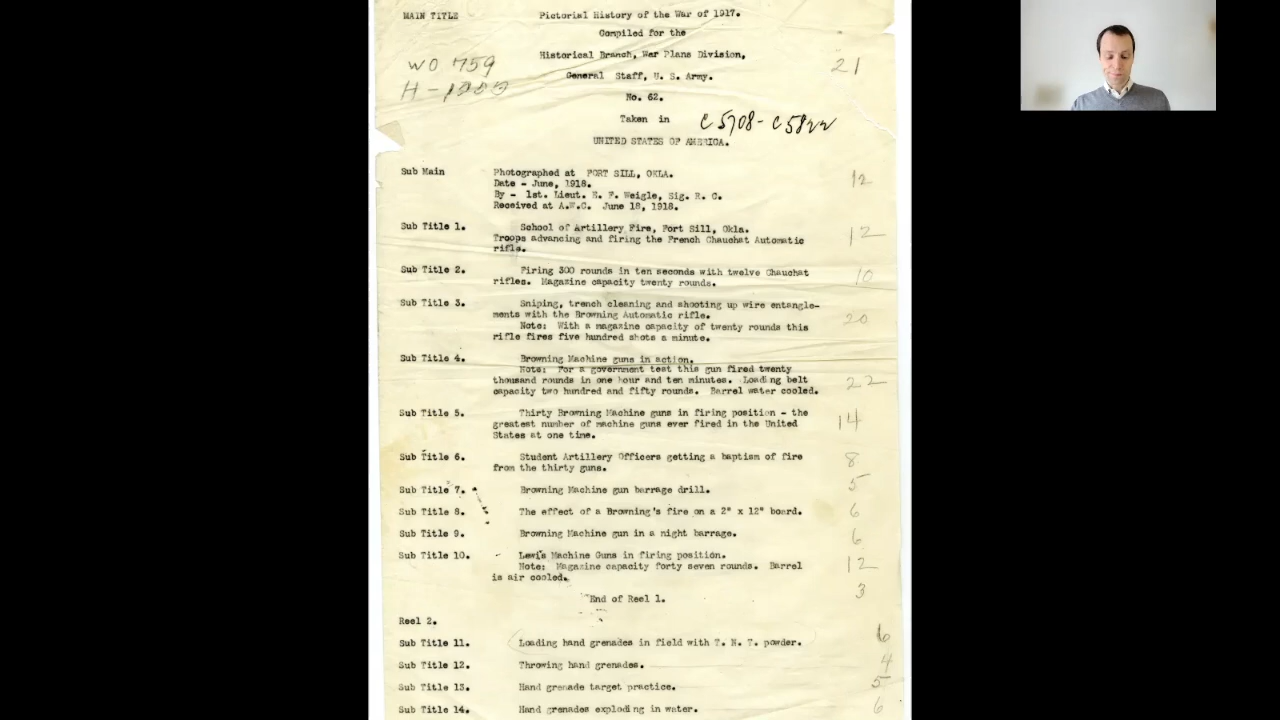 MAIN TITLE Pictorial History of the War of 1917.
Compiled for the
Historical Branch, War Plans Division,
WO 759 21
General Staff, U. S. Army.
H -
No. 62.
Taken in C 5708 - C 5822
UNITED STATES OF AMERICA.
Sub Main Photographed at FORT SILL, OKLA. 12
Date - June, 1918.
By - 1st. Lieut. E. F. Weigle, Sig. R. C.
Received at A.W.C. June 18, 1918.
Sub Title 1. School of Artillery Fire, Fort Sill, Okla. 12
Troops advancing and firing the French Chauchat Automatic
rifle.
Sub Title 2. Firing 300 rounds in ten seconds with twelve Chauchat 10
rifles. Magazine capacity twenty rounds.
Sub Title 3. Sniping, trench cleaning and shooting up wire entangle-
ments with the Browning Automatic rifle. 20
Note: With a magazine capacity of twenty rounds this
rifle fires five hundred shots a minute.
Sub Title 4. Browning Machine guns in action.
Note: For a government test this gun fired twenty
thousand rounds in one hour and ten minutes. Loading belt 22
capacity two hundred and fifty rounds. Barrel water cooled.
Sub Title 5. Thirty Browning Machine guns in firing position - the 14
greatest number of machine guns ever fired in the United
States at one time.
Sub Title 6. Student Artillery Officers getting a baptism of fire 8
from the thirty guns.
Sub Title 7. Browning Machine gun barrage drill. 5
Sub Title 8. The effect of a Browning's fire on a 2" x 12" board. 6
Sub Title 9. Browning Machine gun in a night barrage. 6
Sub Title 10. Lewis Machine Guns in firing position. 12
Note: Magazine capacity forty seven rounds. Barrel
is air cooled.
End of Reel 1. 3
Reel 2.
Sub Title 11. Loading hand grenades in field with T. N. T. powder. 6
Sub Title 12. Throwing hand grenades. 4
Sub Title 13. Hand grenade target practice. 5
Sub Title 14. Hand grenades exploding in water. 6